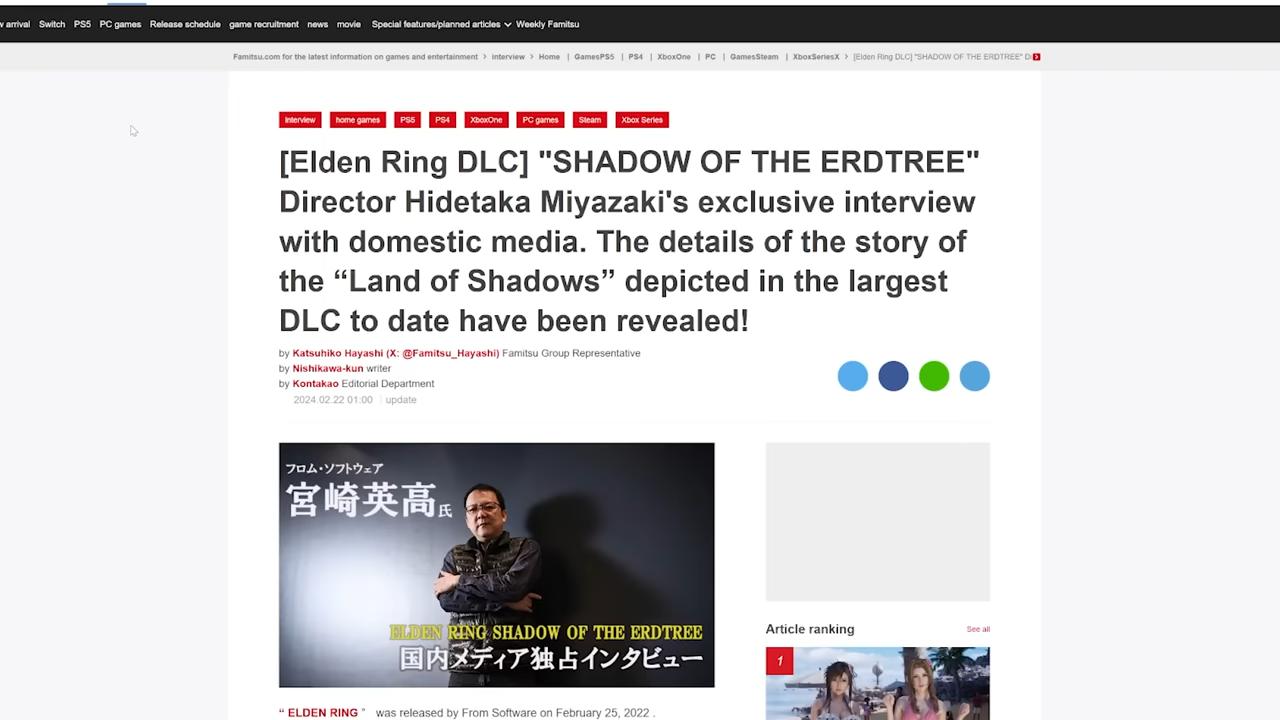 w arrival Switch PS5 PC games Release schedule game recruitment news movie Special features/planned articles Weekly Famitsu
Famitsu.com for the latest information on games and entertainment > interview > Home | GamesPS5 | PS4 | XboxOne | PC | GamesSteam | XboxSeriesX > [Elden Ring DLC] "SHADOW OF THE ERDTREE" Di
Interview home games PS5 PS4 XboxOne PC games Steam Xbox Series
[Elden Ring DLC] "SHADOW OF THE ERDTREE"
Director Hidetaka Miyazaki's exclusive interview
with domestic media. The details of the story of
the “Land of Shadows” depicted in the largest
DLC to date have been revealed!
by Katsuhiko Hayashi (X: @Famitsu_Hayashi) Famitsu Group Representative
by Nishikawa-kun writer
by Kontakao Editorial Department
2024.02.22 01:00 | update
フロム・ソフトウェア
宮崎英高氏
ELDEN RING SHADOW OF THE ERDTREE
国内メディア独占インタビュー
Article ranking
See all
1
“ ELDEN RING ” was released by From Software on February 25, 2022 .